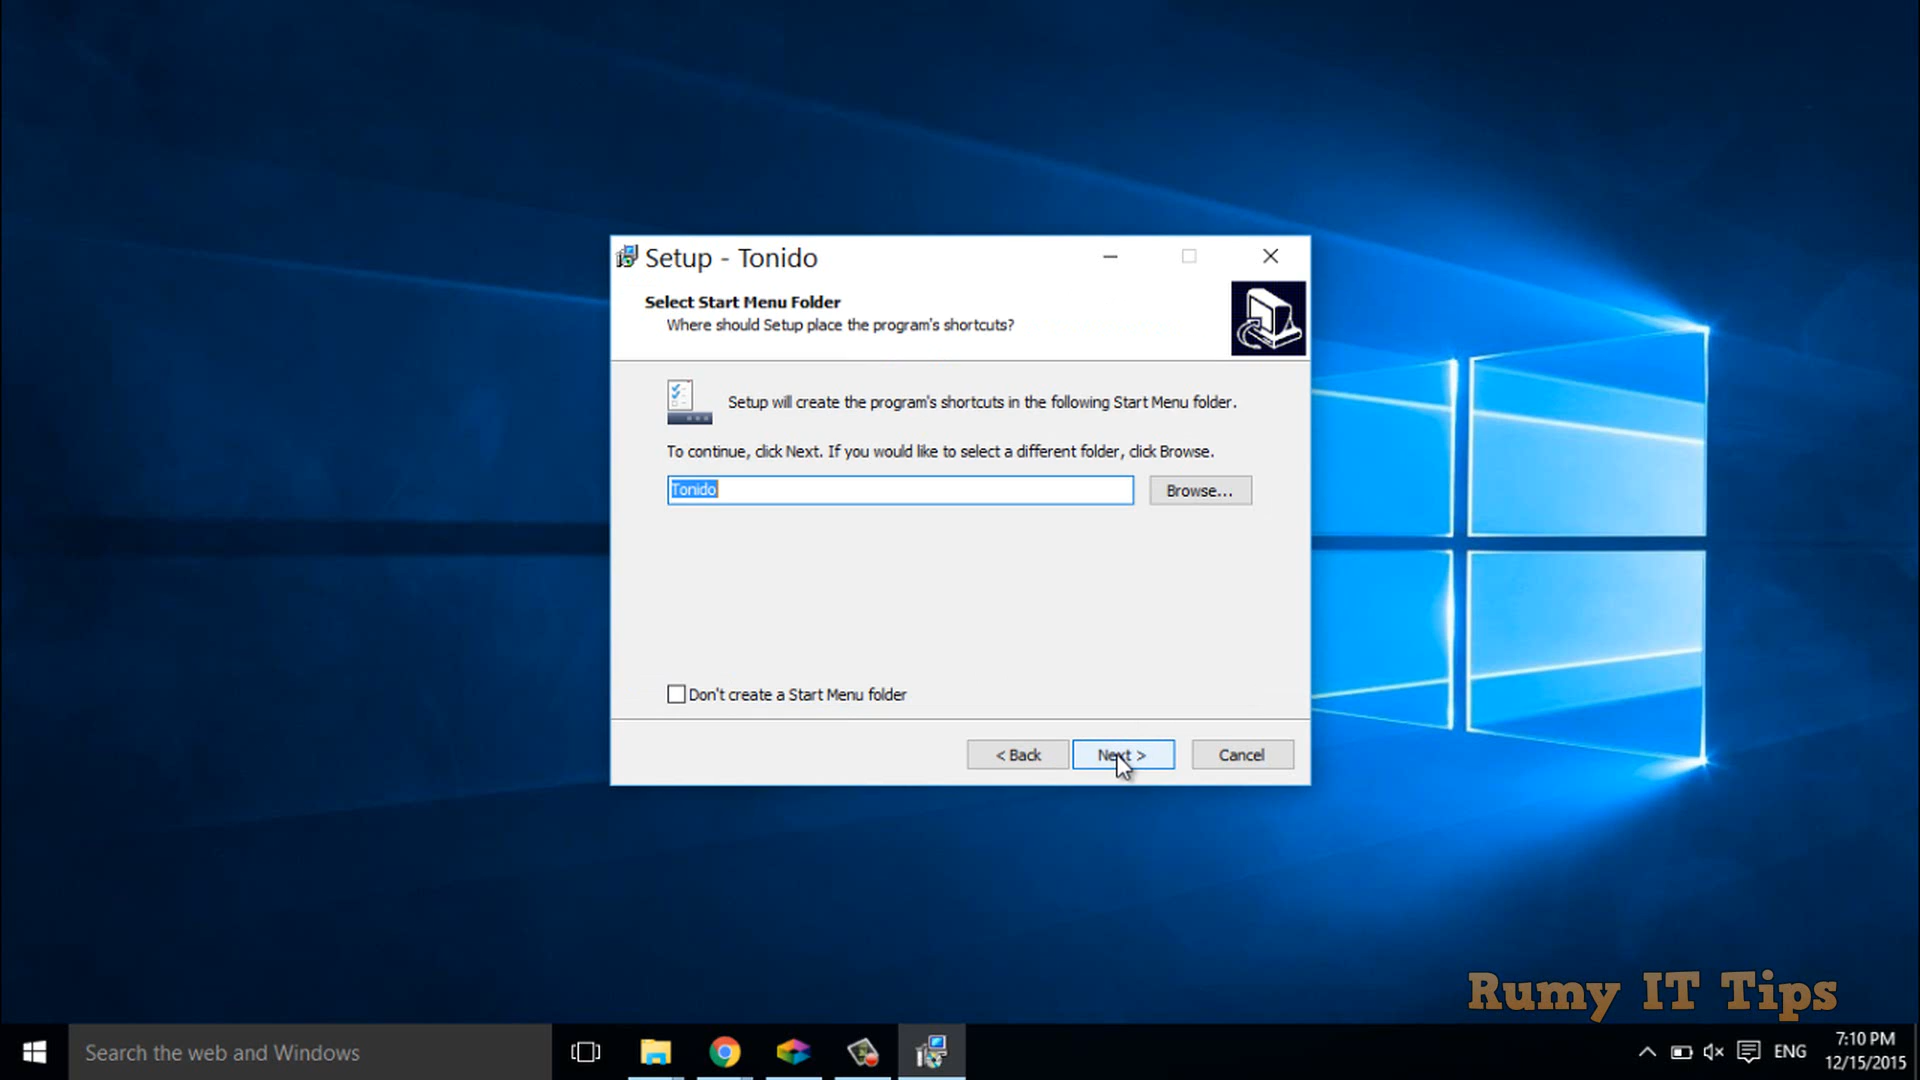 Setup - Tonido
Select Start Menu Folder
Where should Setup place the program's shortcuts?
Setup will create the program's shortcuts in the following Start Menu folder.
To continue, click Next. If you would like to select a different folder, click Browse.
Tonido
Browse...
Don't create a Start Menu folder
< Back
Next >
Cancel
Rumy IT Tips
Search the web and Windows
ENG
7:10 PM
12/15/2015